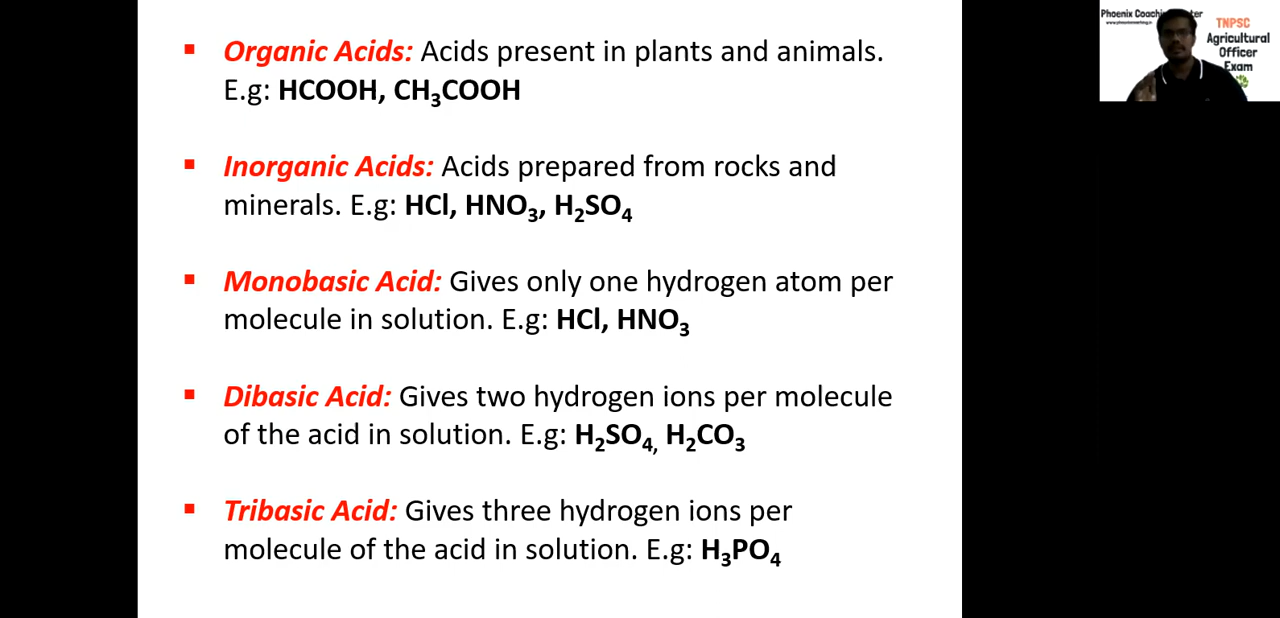 Organic Acids: Acids present in plants and animals.
E.g: HCOOH, CH₃COOH
Inorganic Acids: Acids prepared from rocks and
minerals. E.g: HCl, HNO₃, H₂SO₄
Monobasic Acid: Gives only one hydrogen atom per
molecule in solution. E.g: HCl, HNO₃
Dibasic Acid: Gives two hydrogen ions per molecule
of the acid in solution. E.g: H₂SO₄, H₂CO₃
Tribasic Acid: Gives three hydrogen ions per
molecule of the acid in solution. E.g: H₃PO₄
Phoenix
TNPSC
Agricultural
Officer
Exam